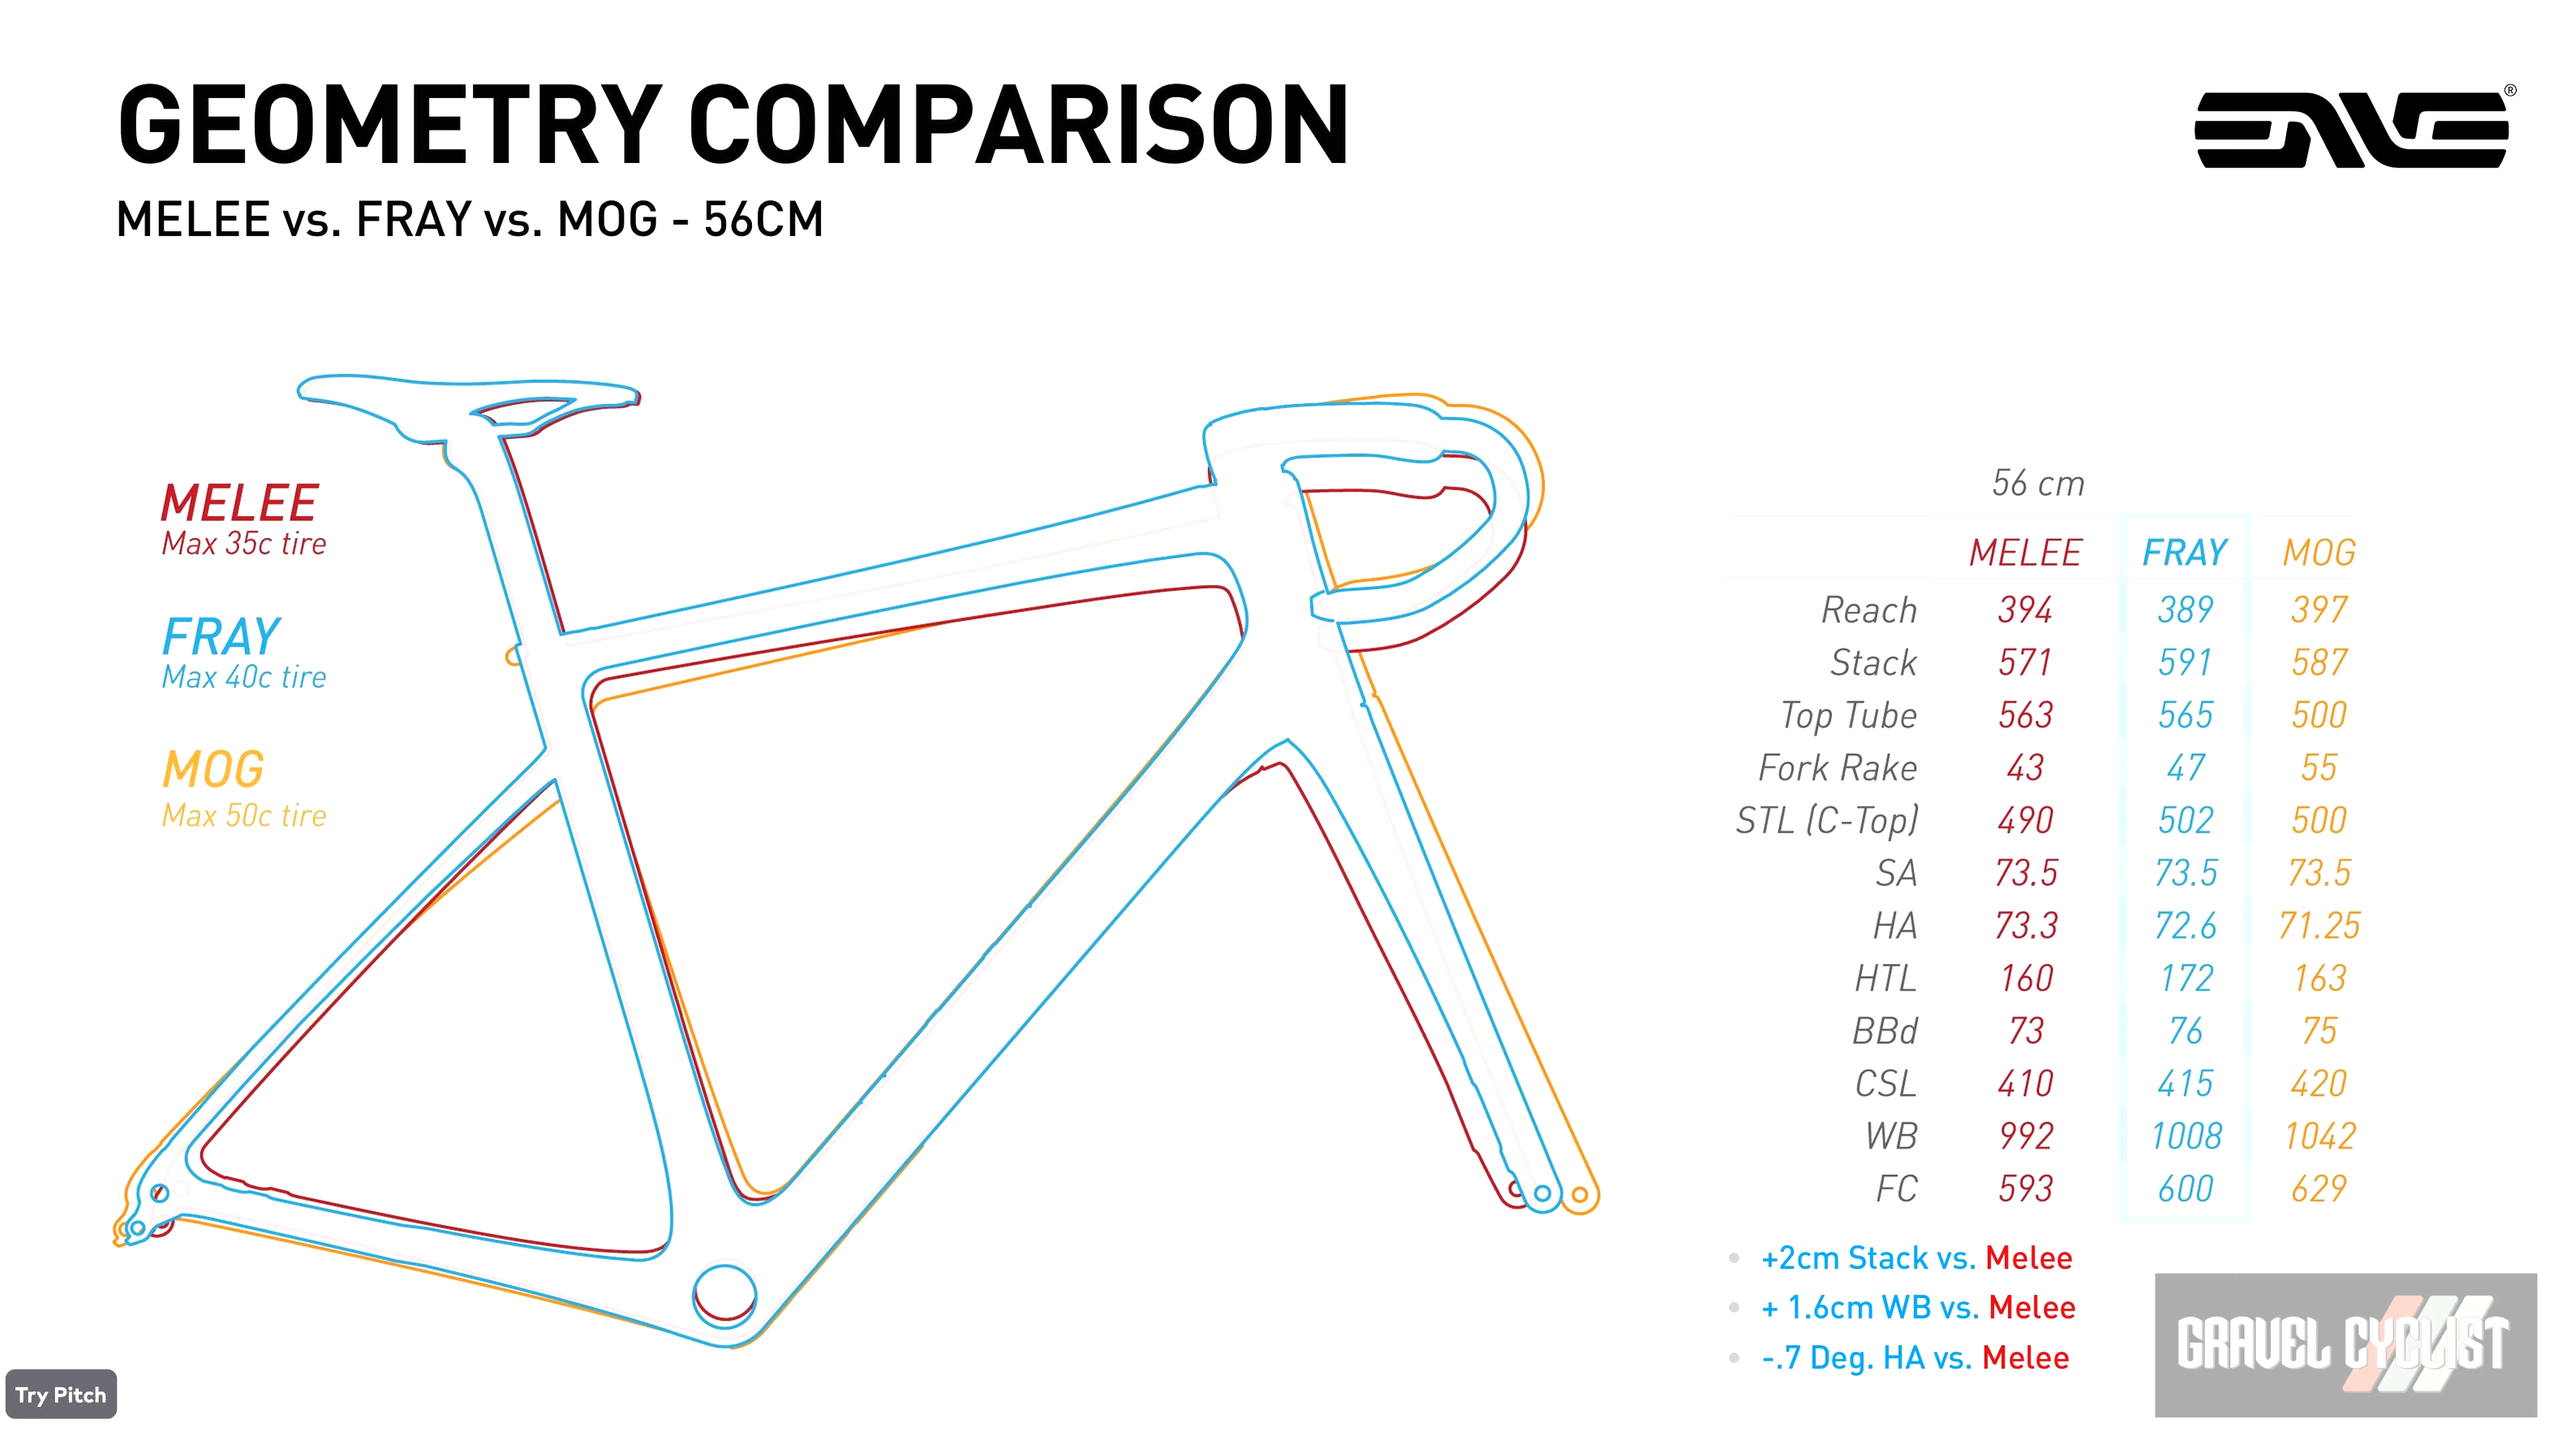 GEOMETRY COMPARISON
ENVE®
MELEE vs. FRAY vs. MOG - 56CM
MELEE
Max 35c tire
FRAY
Max 40c tire
MOG
Max 50c tire
56 cm
MELEE FRAY MOG
Reach 394 389 397
Stack 571 591 587
Top Tube 563 565 500
Fork Rake 43 47 55
STL (C-Top) 490 502 500
SA 73.5 73.5 73.5
HA 73.3 72.6 71.25
HTL 160 172 163
BBd 73 76 75
CSL 410 415 420
WB 992 1008 1042
FC 593 600 629
• +2cm Stack vs. Melee
• + 1.6cm WB vs. Melee
• -.7 Deg. HA vs. Melee
GRAVEL CYCLIST
Try Pitch